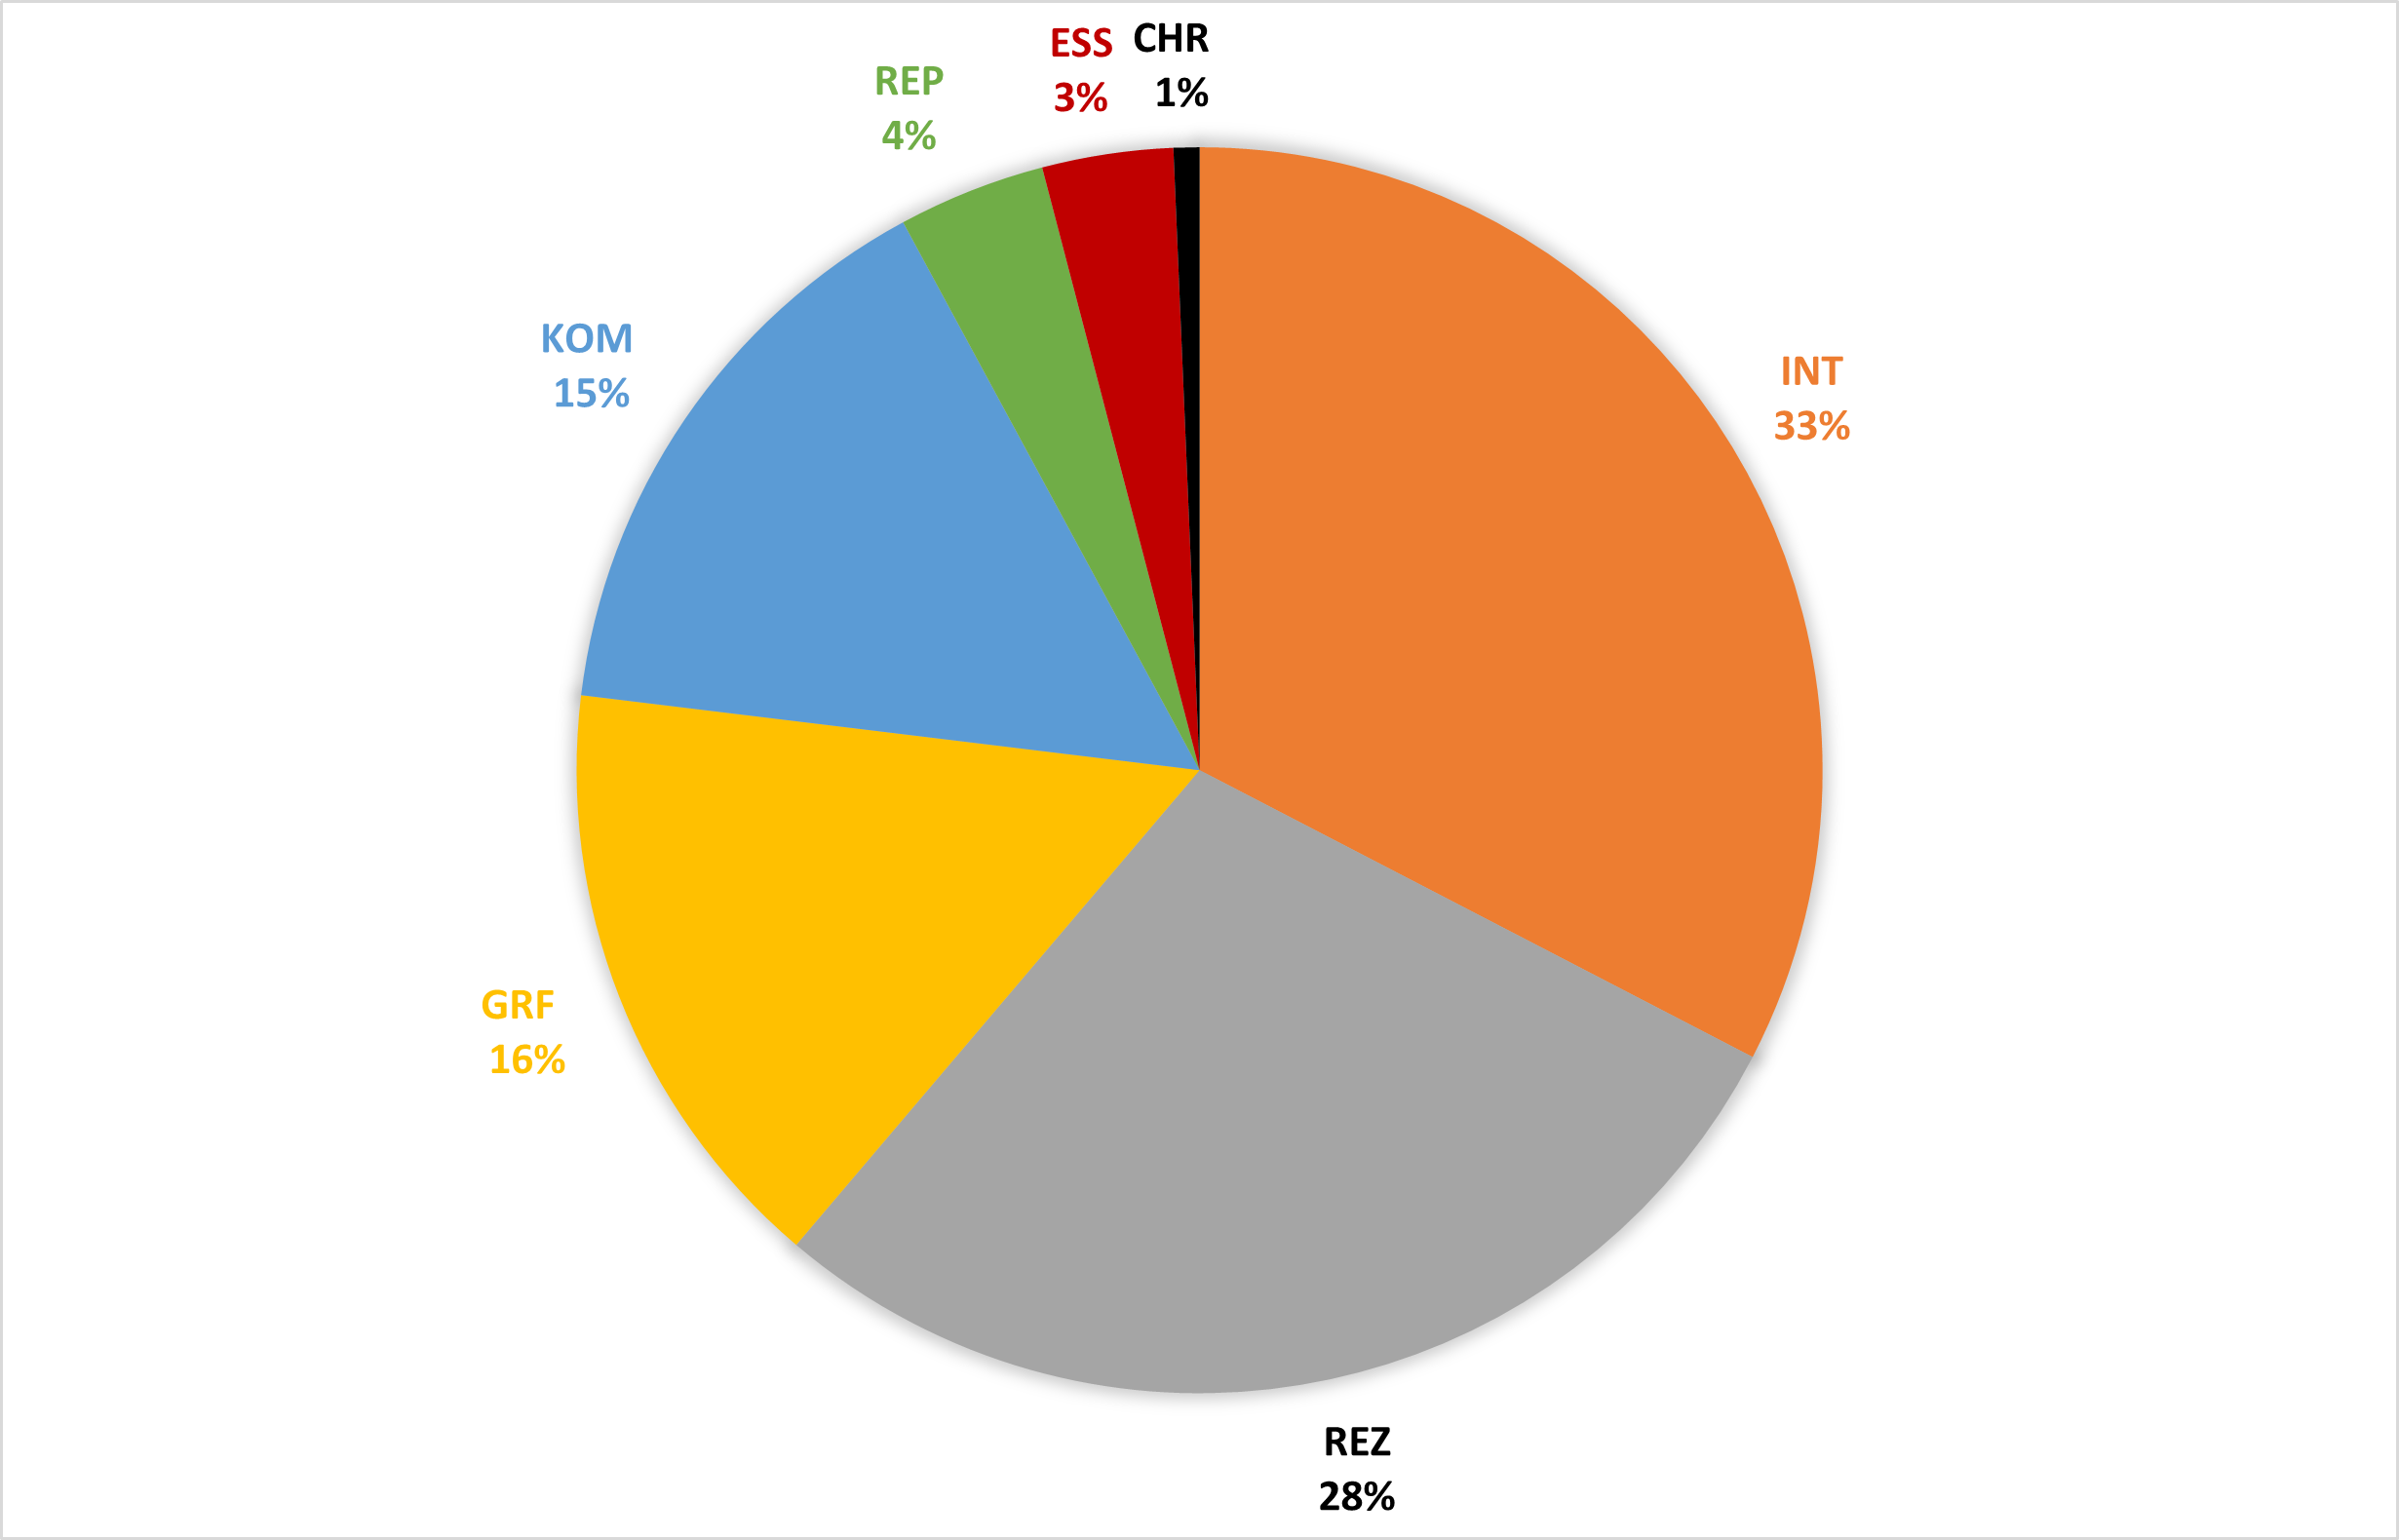 ESS
3%
CHR
1%
REP
4%
KOM
15%
INT
33%
GRF
16%
REZ
28%